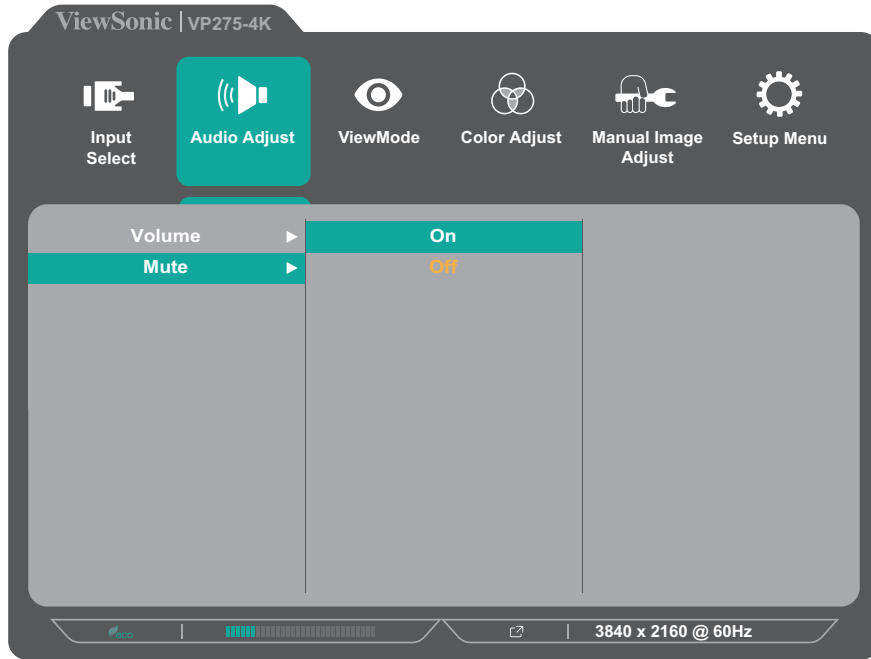 ViewSonic | VP275-4K
Input Select
Audio Adjust
ViewMode
Color Adjust
Manual Image Adjust
Setup Menu
Volume
On
Mute
Off
eco
3840 x 2160 @ 60Hz